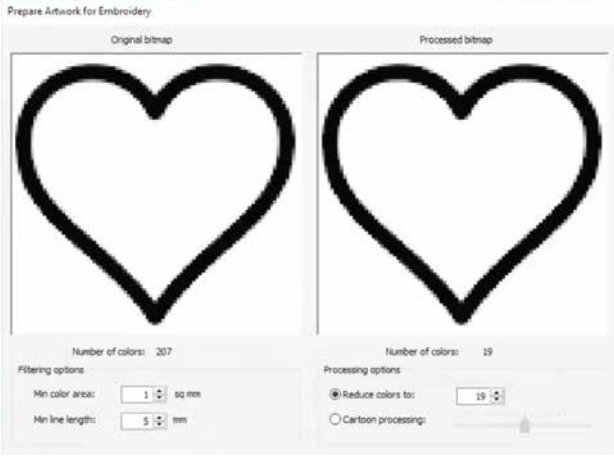 Prepare Artwork for Embroidery
Original bitmap
Processed bitmap
Number of colors: 207
Number of colors: 19
Filtering options
Processing options
Min color area: 1 sq mm
Reduce colors to: 19
Min line length: 5 mm
Cartoon processing: